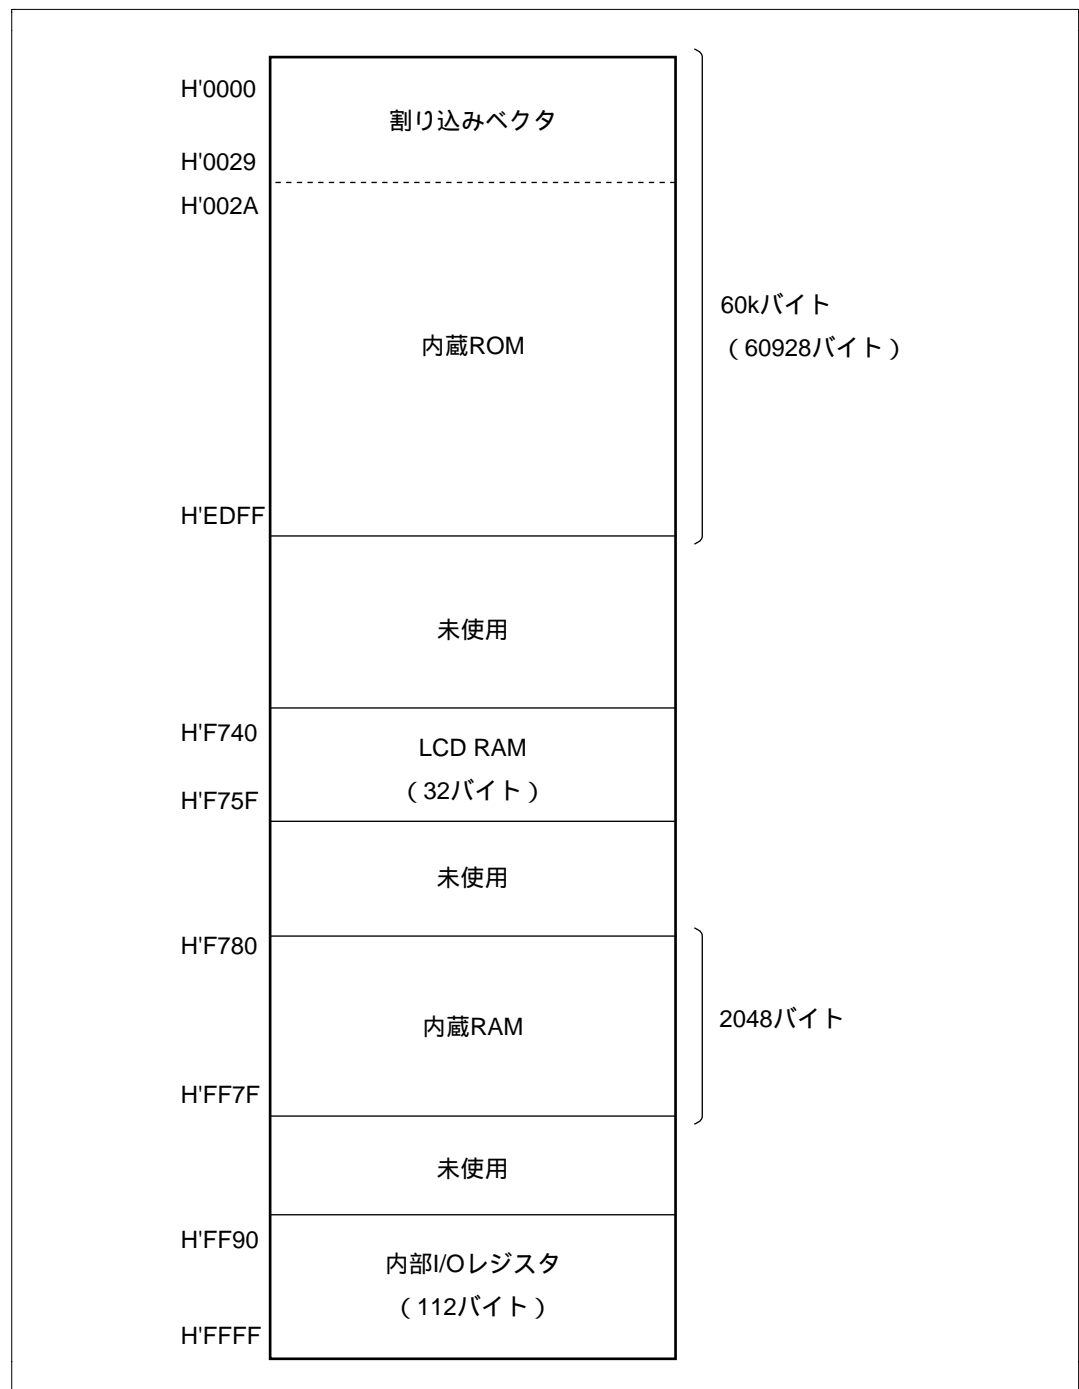 H'0000
割り込みベクタ
H'0029
H'002A
60kバイト
内蔵ROM
（60928バイト）
H'EDFF
未使用
H'F740
LCD RAM
（32バイト）
H'F75F
未使用
H'F780
内蔵RAM
2048バイト
H'FF7F
未使用
H'FF90
内部I/Oレジスタ
（112バイト）
H'FFFF